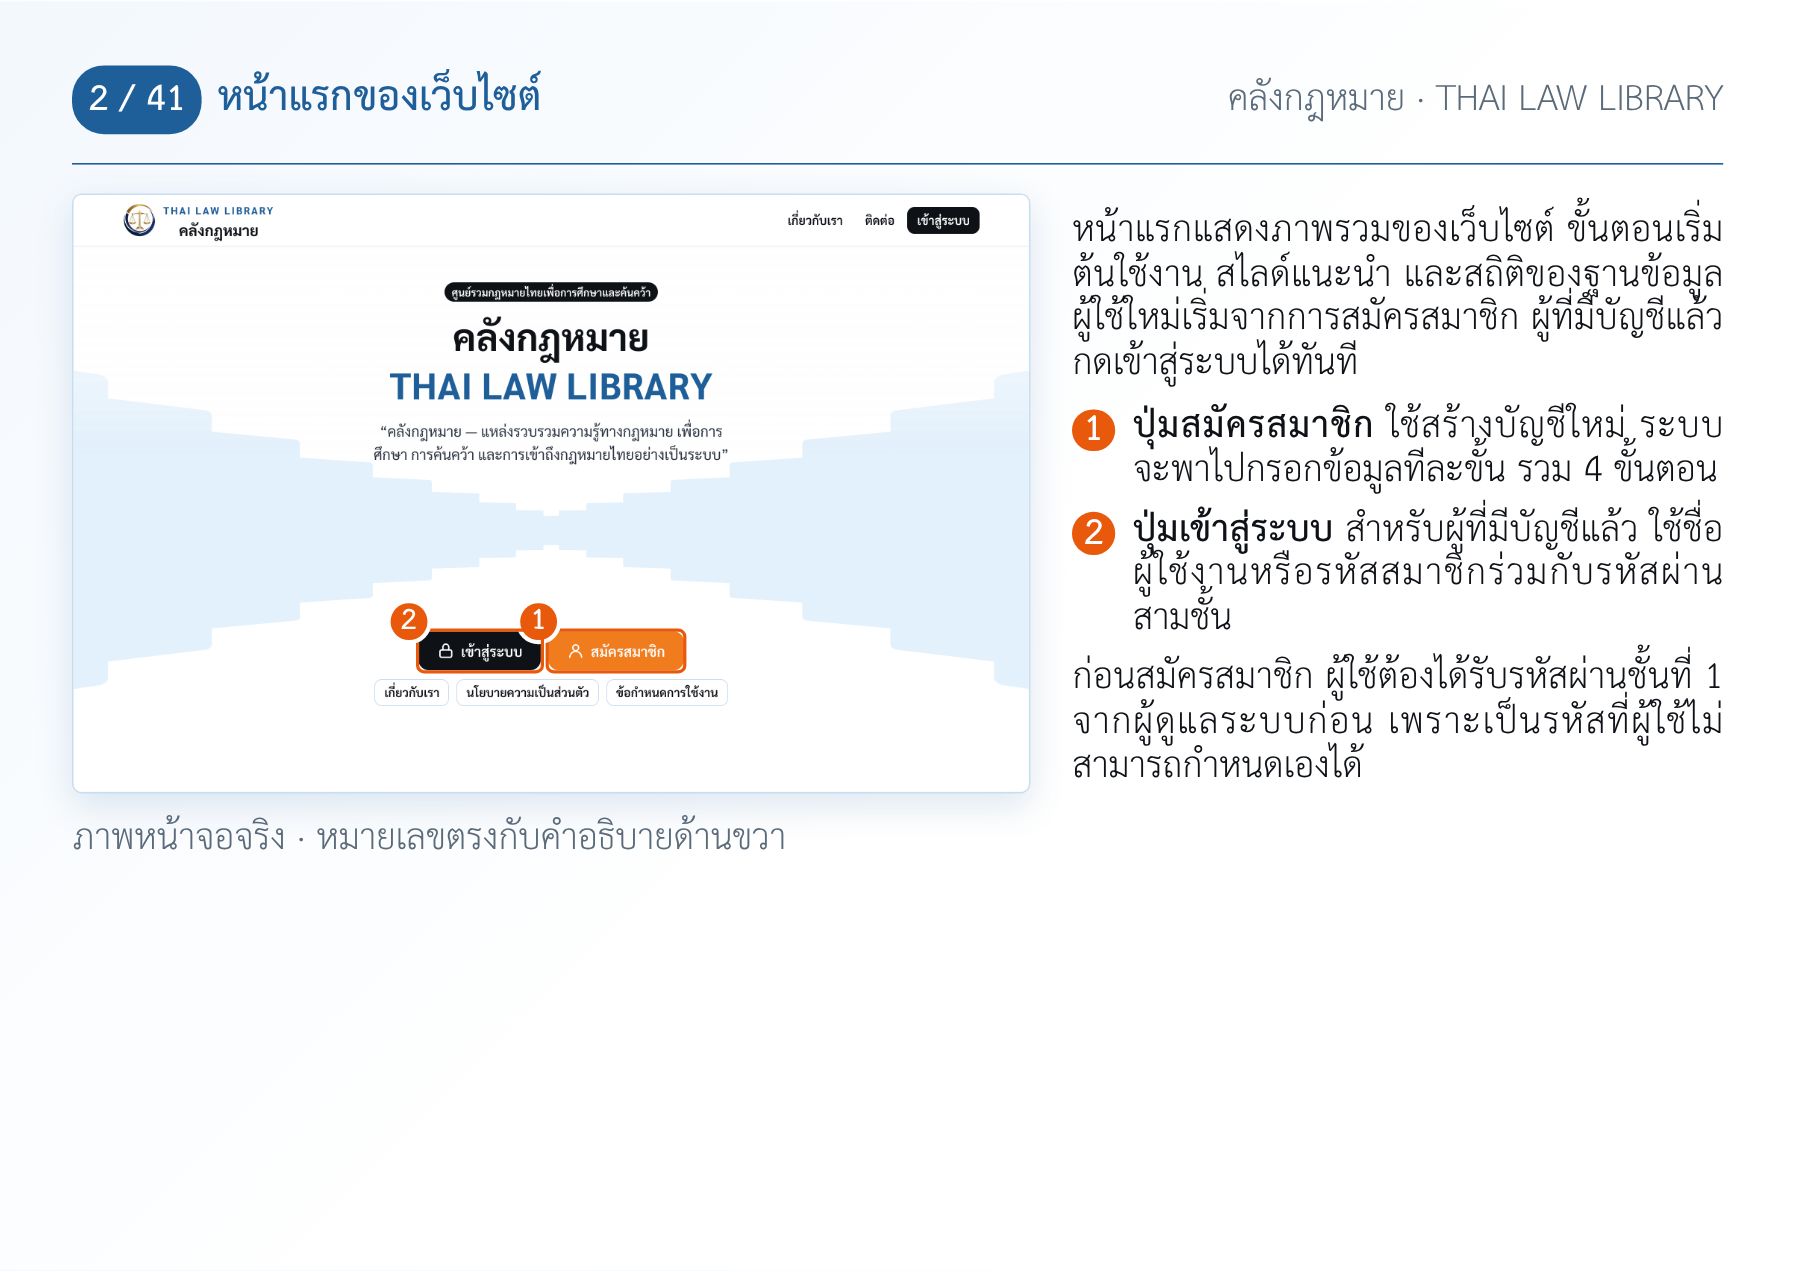 2 / 41 หน้าแรกของเว็บไซต์
คลังกฎหมาย · THAI LAW LIBRARY
THAI LAW LIBRARY
คลังกฎหมาย
เกี่ยวกับเรา ติดต่อ เข้าสู่ระบบ
ศูนย์รวมกฎหมายไทยเพื่อการศึกษาและค้นคว้า
คลังกฎหมาย
THAI LAW LIBRARY
“คลังกฎหมาย — แหล่งรวบรวมความรู้ทางกฎหมาย เพื่อการ
ศึกษา การค้นคว้า และการเข้าถึงกฎหมายไทยอย่างเป็นระบบ”
2 1
เข้าสู่ระบบ สมัครสมาชิก
เกี่ยวกับเรา นโยบายความเป็นส่วนตัว ข้อกำหนดการใช้งาน
ภาพหน้าจอจริง · หมายเลขตรงกับคำอธิบายด้านขวา
หน้าแรกแสดงภาพรวมของเว็บไซต์ ขั้นตอนเริ่ม
ต้นใช้งาน สไลด์แนะนำ และสถิติของฐานข้อมูล
ผู้ใช้ใหม่เริ่มจากการสมัครสมาชิก ผู้ที่มีบัญชีแล้ว
กดเข้าสู่ระบบได้ทันที
1 ปุ่มสมัครสมาชิก ใช้สร้างบัญชีใหม่ ระบบ
จะพาไปกรอกข้อมูลทีละขั้น รวม 4 ขั้นตอน
2 ปุ่มเข้าสู่ระบบ สำหรับผู้ที่มีบัญชีแล้ว ใช้ชื่อ
ผู้ใช้งานหรือรหัสสมาชิกร่วมกับรหัสผ่าน
สามชั้น
ก่อนสมัครสมาชิก ผู้ใช้ต้องได้รับรหัสผ่านชั้นที่ 1
จากผู้ดูแลระบบก่อน เพราะเป็นรหัสที่ผู้ใช้ไม่
สามารถกำหนดเองได้